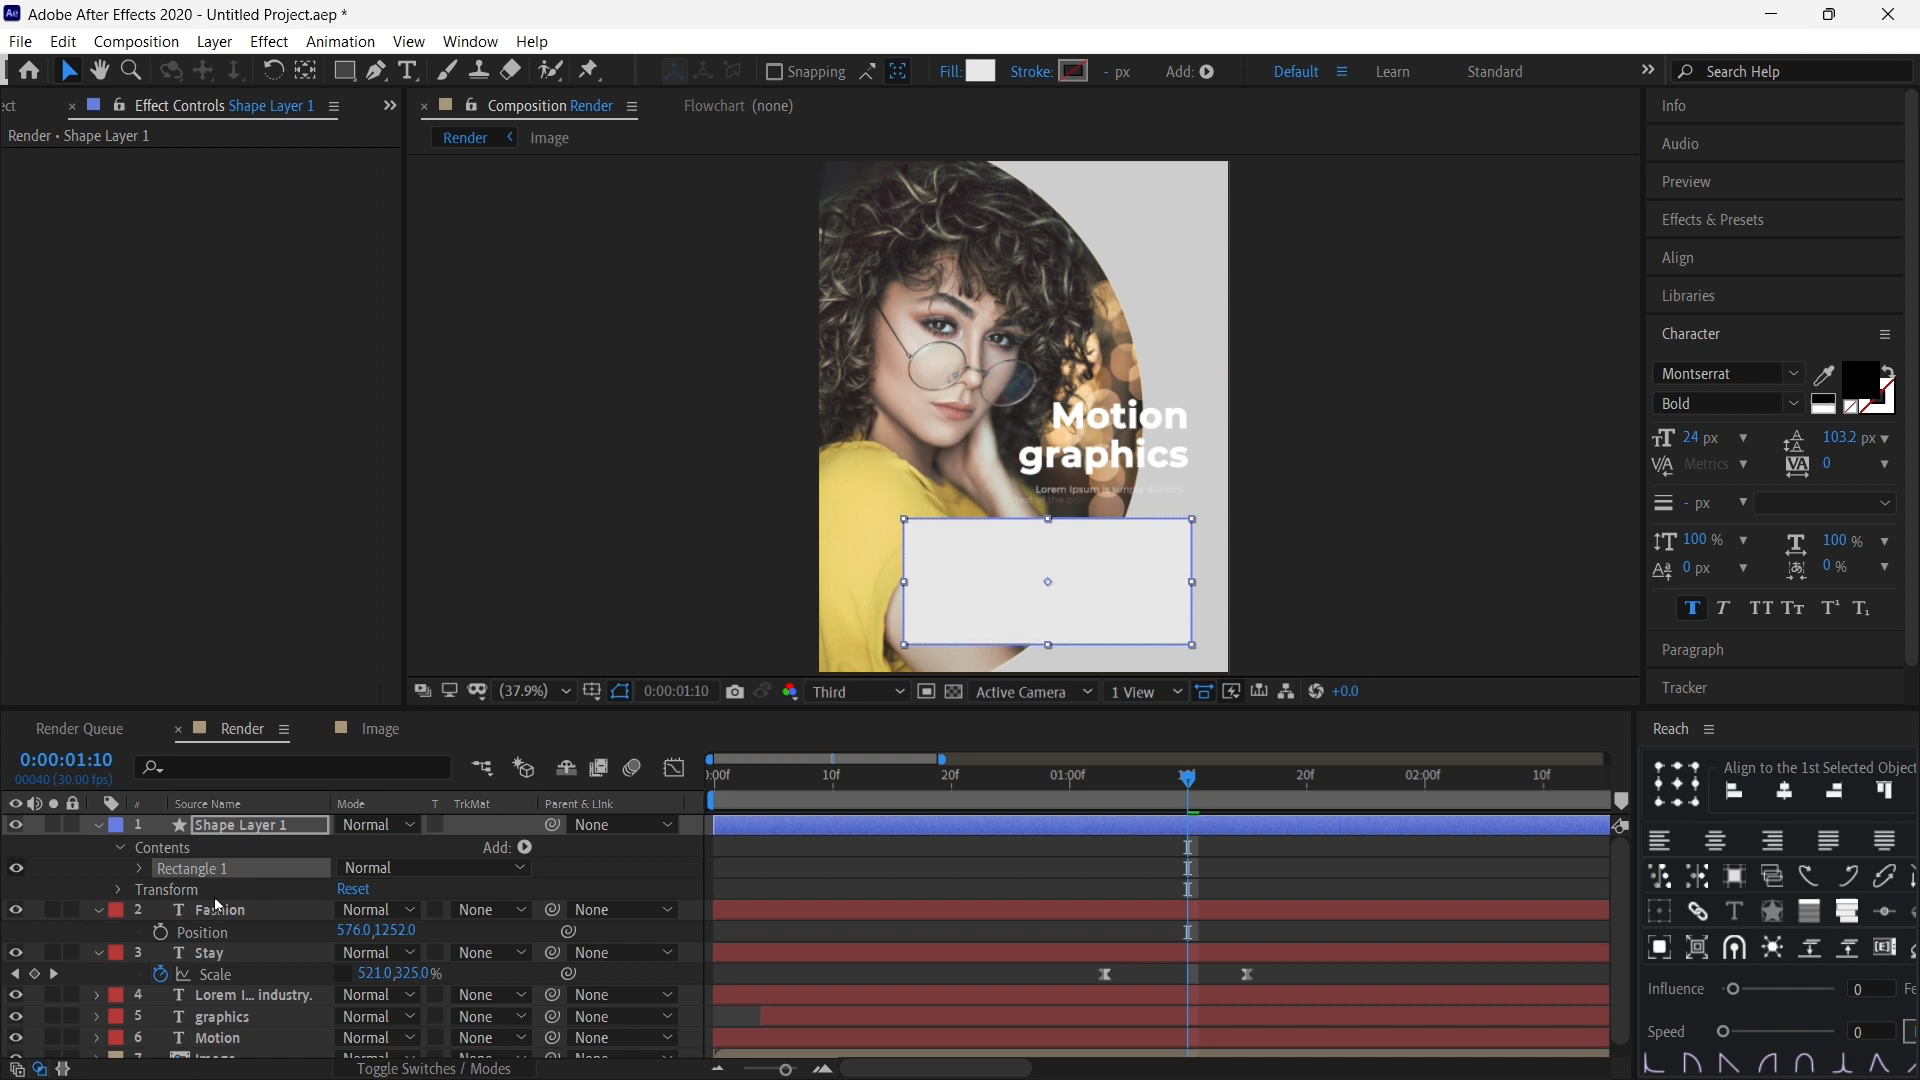 Adobe After Effects 2020 - Untitled Project.aep *
File Edit Composition Layer Effect Animation View Window Help
Snapping Fill: Stroke: - px Add: Default Learn Standard Search Help
ect × Effect Controls Shape Layer 1
Render • Shape Layer 1
× Composition Render Flowchart (none)
Render < Image
Motion
graphics
Lorem Ipsum is simply dummy
(37.9%) 0:00:01:10 Third Active Camera 1 View +0.0
Info
Audio
Preview
Effects & Presets
Align
Libraries
Character
Montserrat
Bold
24 px 103.2 px
Metrics 0
- px
100 % 100 %
0 px 0 %
Paragraph
Tracker
Render Queue × Render Image
0:00:01:10
00040 (30.00 fps)
# Source Name Mode T TrkMat Parent & Link
1 Shape Layer 1 Normal None
Contents Add:
Rectangle 1 Normal
Transform Reset
2 T Fashion Normal None None
Position 576.0,1252.0
3 T Stay Normal None None
Scale 521.0,325.0%
4 T Lorem I... industry. Normal None None
5 T graphics Normal None None
6 T Motion Normal None None
Toggle Switches / Modes
):00f 10f 20f 01:00f 20f 02:00f 10f
Reach
Align to the 1st Selected Object
Influence 0 Fe
Speed 0